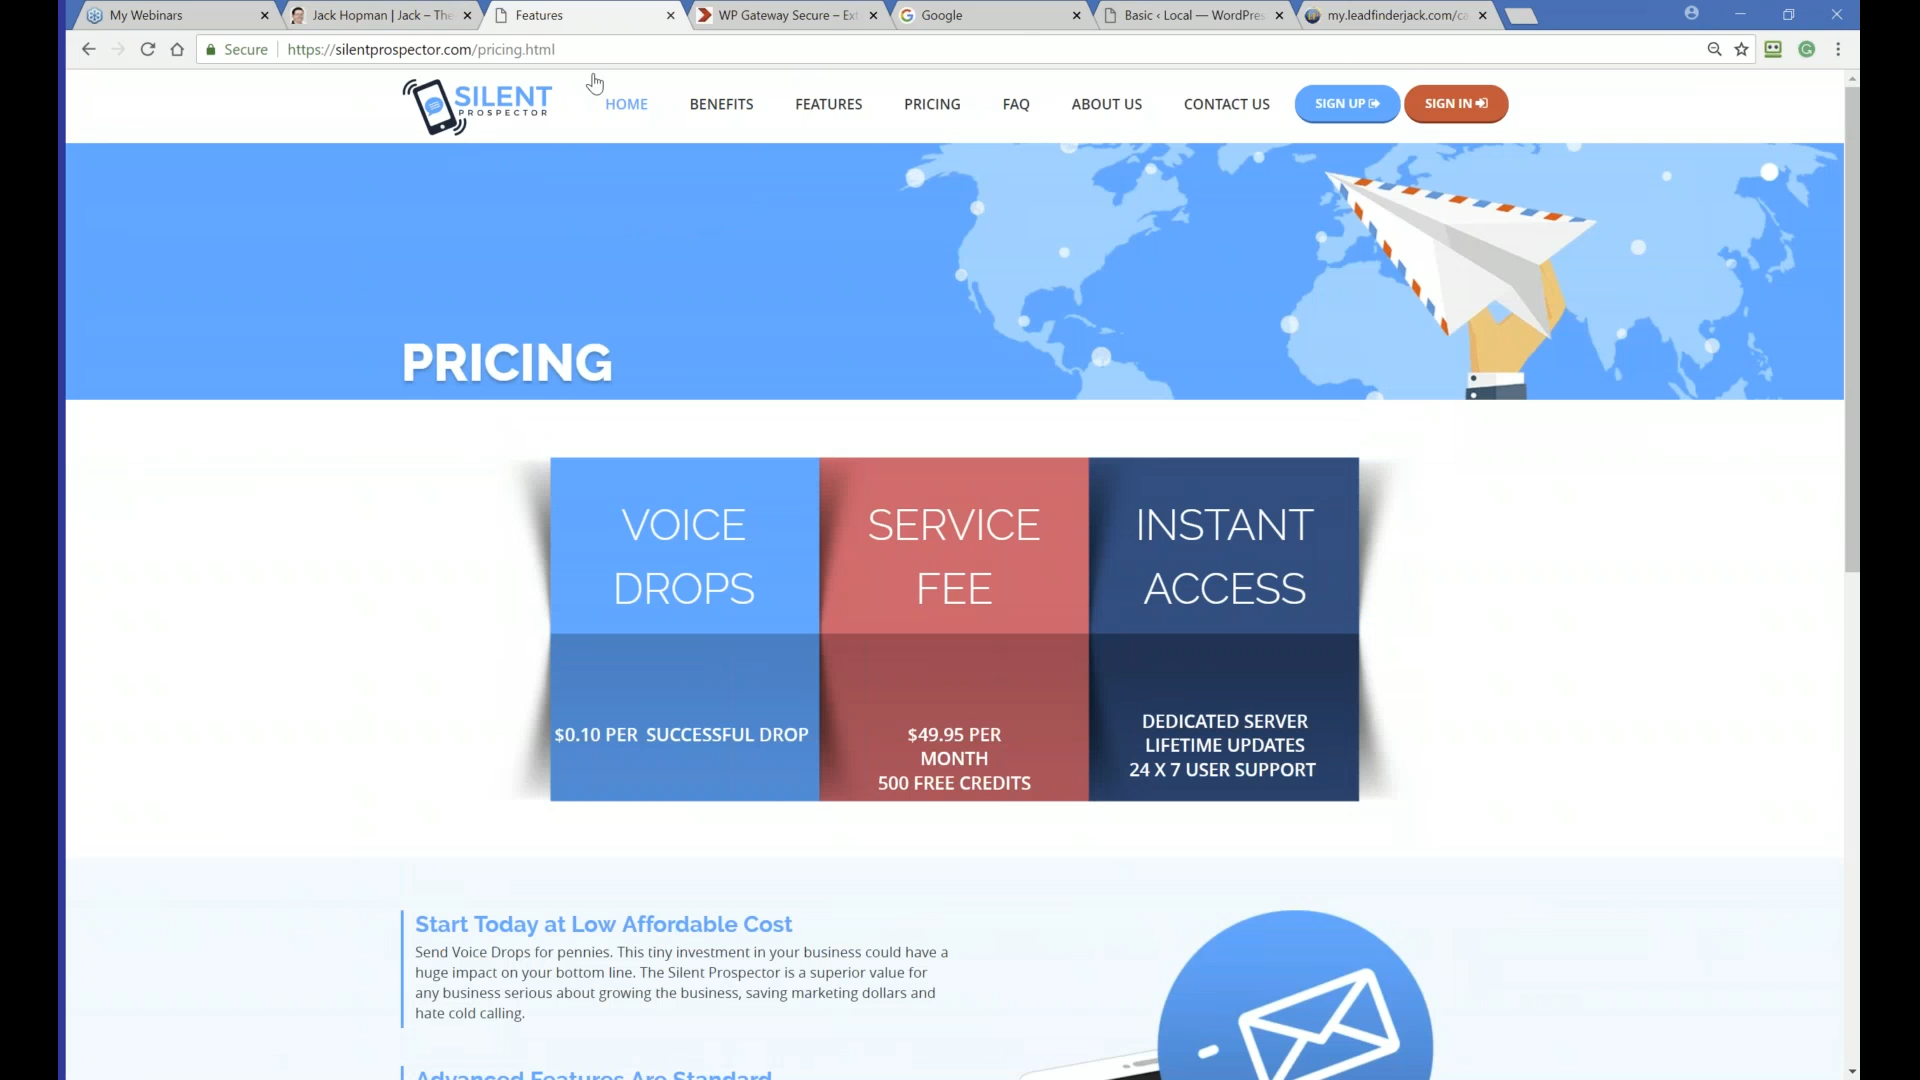 My Webinars
Jack Hopman | Jack – The
Features
WP Gateway Secure – Ex
Google
Basic ‹ Local — WordPres
my.leadfinderjack.com/ca
Secure
https://silentprospector.com/pricing.html
SILENT
PROSPECTOR
HOME
BENEFITS
FEATURES
PRICING
FAQ
ABOUT US
CONTACT US
SIGN UP
SIGN IN
PRICING
VOICE
DROPS
$0.10 PER SUCCESSFUL DROP
SERVICE
FEE
$49.95 PER
MONTH
500 FREE CREDITS
INSTANT
ACCESS
DEDICATED SERVER
LIFETIME UPDATES
24 X 7 USER SUPPORT
Start Today at Low Affordable Cost
Send Voice Drops for pennies. This tiny investment in your business could have a
huge impact on your bottom line. The Silent Prospector is a superior value for
any business serious about growing the business, saving marketing dollars and
hate cold calling.
Advanced Features Are Standard